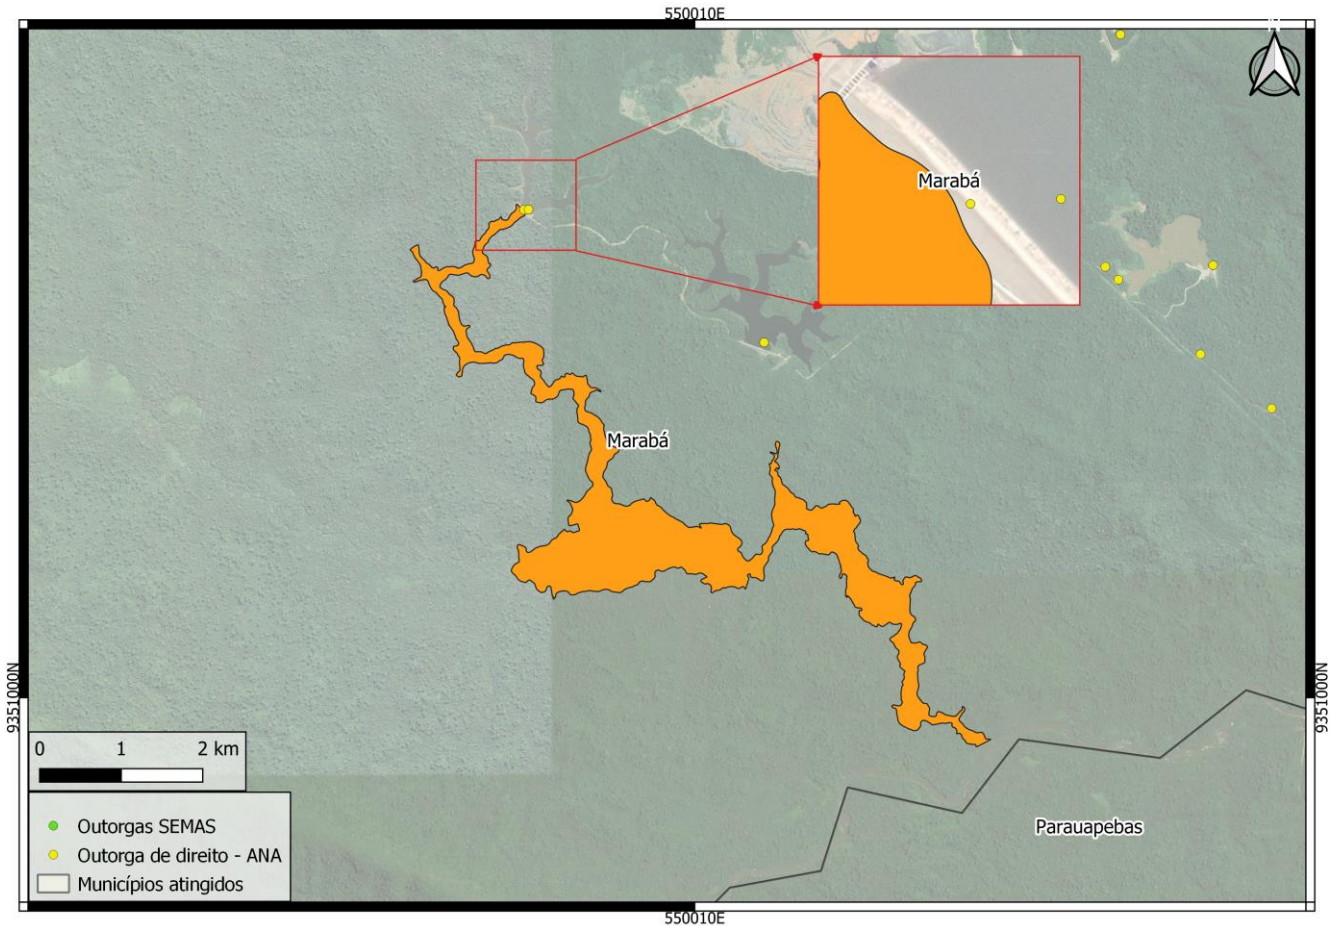 550010E
N
Marabá
Marabá
9351000N
9351000N
0 1 2 km
Outorgas SEMAS
Outorga de direito - ANA
Municípios atingidos
Parauapebas
550010E